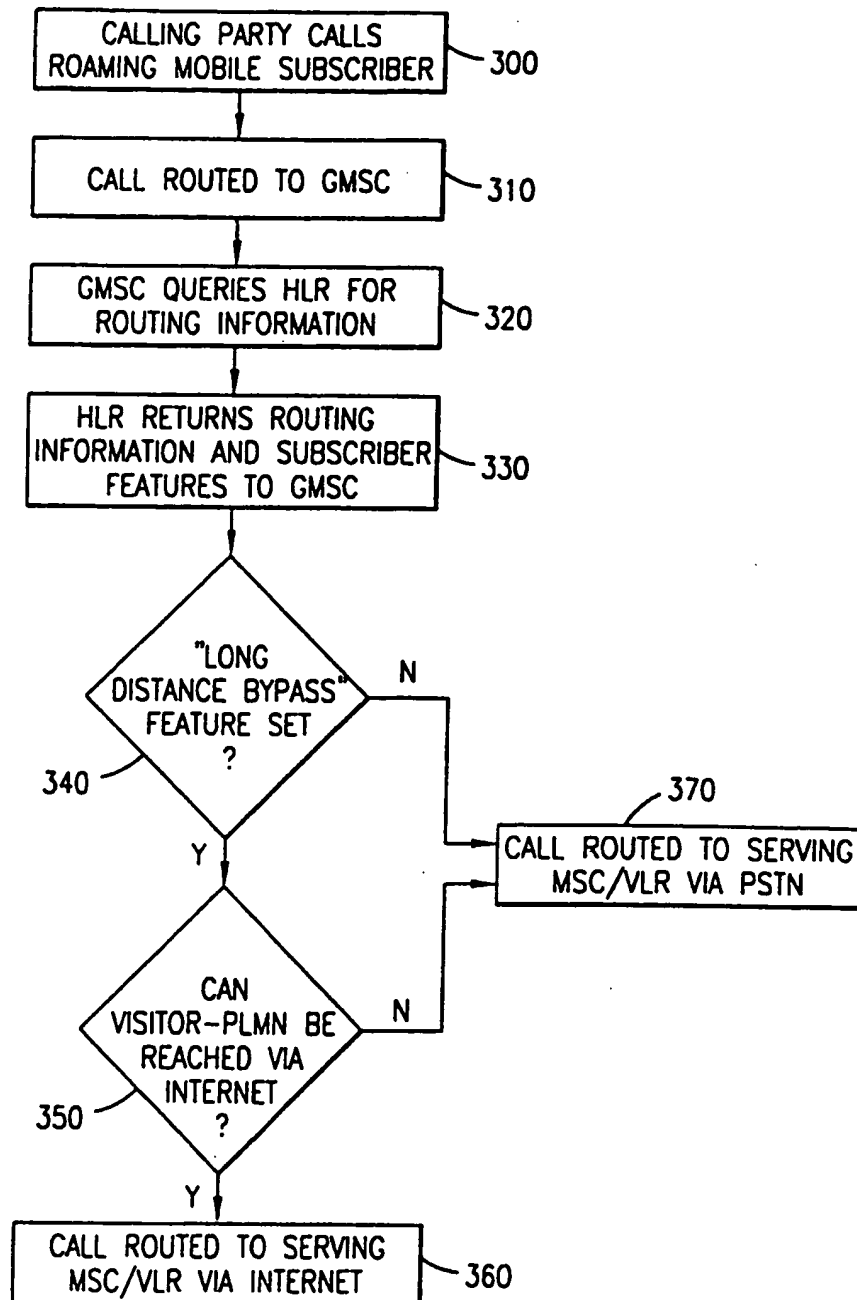 CALLING PARTY CALLS
ROAMING MOBILE SUBSCRIBER
300
CALL ROUTED TO GMSC
310
GMSC QUERIES HLR FOR
ROUTING INFORMATION
320
HLR RETURNS ROUTING
INFORMATION AND SUBSCRIBER
FEATURES TO GMSC
330
"LONG
DISTANCE BYPASS"
FEATURE SET
?
N
340
Y
370
CALL ROUTED TO SERVING
MSC/VLR VIA PSTN
CAN
VISITOR-PLMN BE
REACHED VIA
INTERNET
?
N
350
Y
CALL ROUTED TO SERVING
MSC/VLR VIA INTERNET
360